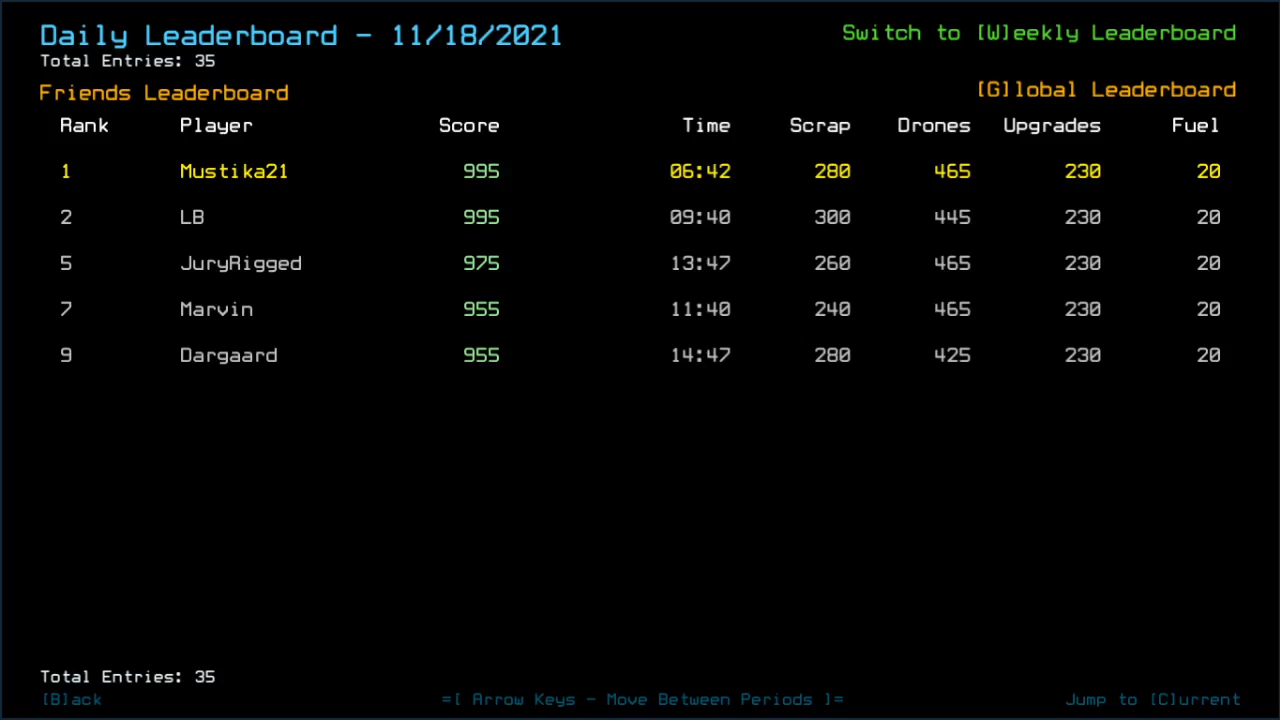 Daily Leaderboard - 11/18/2021
Switch to [W]eekly Leaderboard
Total Entries: 35
Friends Leaderboard
[G]lobal Leaderboard
Rank Player Score Time Scrap Drones Upgrades Fuel
1 Mustika21 995 06:42 280 465 230 20
2 LB 995 09:40 300 445 230 20
5 JuryRigged 975 13:47 260 465 230 20
7 Marvin 955 11:40 240 465 230 20
9 Dargaard 955 14:47 280 425 230 20
Total Entries: 35
[B]ack
=[ Arrow Keys - Move Between Periods ]=
Jump to [C]urrent